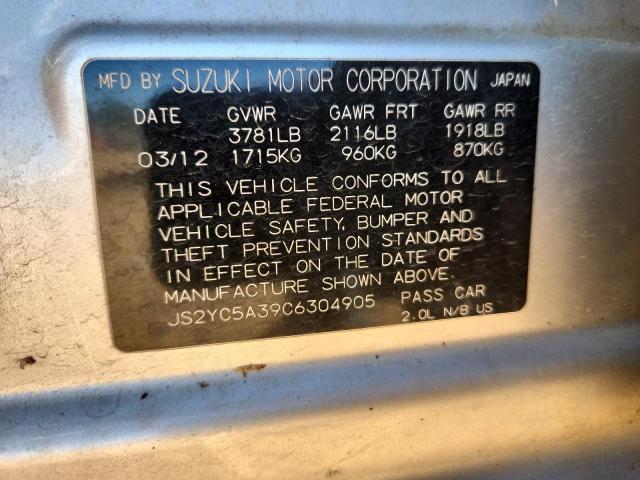 MFD BY SUZUKI MOTOR CORPORATION JAPAN
DATE GVWR GAWR FRT GAWR RR
3781LB 2116LB 1918LB
03/12 1715KG 960KG 870KG
THIS VEHICLE CONFORMS TO ALL
APPLICABLE FEDERAL MOTOR
VEHICLE SAFETY, BUMPER AND
THEFT PREVENTION STANDARDS
IN EFFECT ON THE DATE OF
MANUFACTURE SHOWN ABOVE.
JS2YC5A39C6304905 PASS CAR
2.0L N/B US